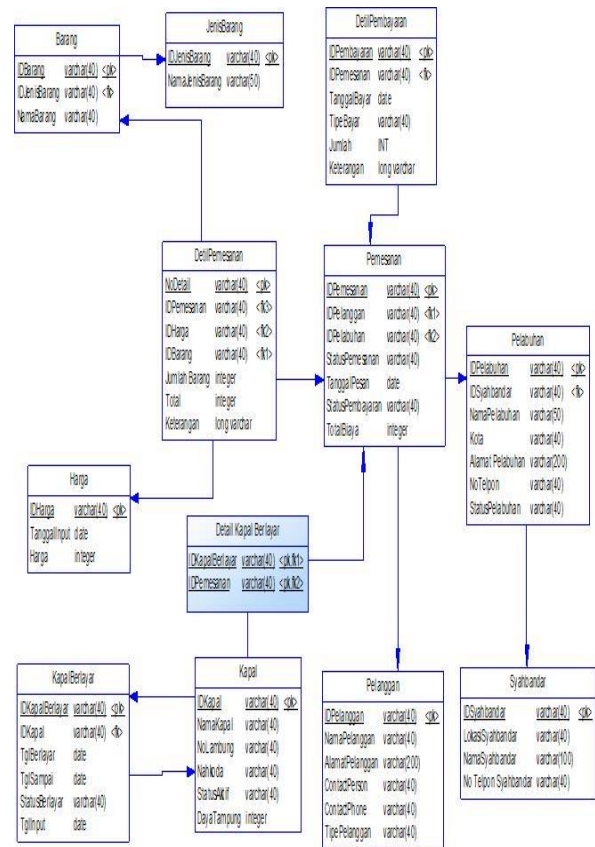 Barang
IDBarang varchar(40) <pk>
IDJenisBarang varchar(40) <fk>
NamaBarang varchar(40)
JenisBarang
IDJenisBarang varchar(40) <pk>
NamaJenisBarang varchar(50)
DetilPembayaran
IDPembayaran varchar(40) <pk>
IDPemesanan varchar(40) <fk>
TanggalBayar date
TipeBayar varchar(40)
Jumlah INT
Keterangan long varchar
DetilPemesanan
NoDetail varchar(40) <pk>
IDPemesanan varchar(40) <fk3>
IDHarga varchar(40) <fk2>
IDBarang varchar(40) <fk1>
Jumlah Barang integer
Total integer
Keterangan long varchar
Pemesanan
IDPemesanan varchar(40) <pk>
IDPelanggan varchar(40) <fk1>
IDPelabuhan varchar(40) <fk2>
StatusPemesanan varchar(40)
TanggalPesan date
StatusPembayaran varchar(40)
TotalBiaya integer
Pelabuhan
IDPelabuhan varchar(40) <pk>
IDSyahbandar varchar(40) <fk>
NamaPelabuhan varchar(50)
Kota varchar(40)
Alamat Pelabuhan varchar(200)
NoTelpon varchar(40)
StatusPelabuhan varchar(40)
Harga
IDHarga varchar(40) <pk>
TanggalInput date
Harga integer
Detail Kapal Berlayar
IDKapalBerlayar varchar(40) <pk,fk1>
IDPemesanan varchar(40) <pk,fk2>
KapalBerlayar
IDKapalBerlayar varchar(40) <pk>
IDKapal varchar(40) <fk>
TglBerlayar date
TglSampai date
StatusBerlayar varchar(40)
TglInput date
Kapal
IDKapal varchar(40) <pk>
NamaKapal varchar(40)
NoLambung varchar(40)
Nahkoda varchar(40)
StatusAktif varchar(40)
DayaTampung Integer
Pelanggan
IDPelanggan varchar(40) <pk>
NamaPelanggan varchar(40)
AlamatPelanggan varchar(200)
ContactPerson varchar(40)
ContactPhone varchar(40)
TipePelanggan varchar(40)
Syahbandar
IDSyahbandar varchar(40) <pk>
LokasiSyahbandar varchar(40)
NamaSyahbandar varchar(100)
No Telpon Syahbandar varchar(40)